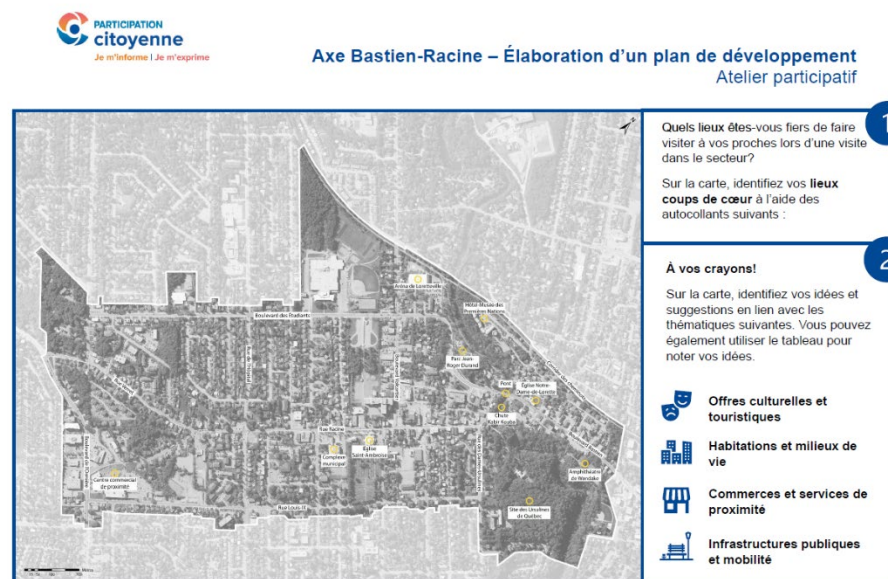 PARTICIPATION
citoyenne
Je m'informe | Je m'exprime
Axe Bastien-Racine – Élaboration d'un plan de développement
Atelier participatif
1
Quels lieux êtes-vous fiers de faire
visiter à vos proches lors d'une visite
dans le secteur?
Sur la carte, identifiez vos lieux
coups de cœur à l'aide des
autocollants suivants :
2
À vos crayons!
Sur la carte, identifiez vos idées et
suggestions en lien avec les
thématiques suivantes. Vous pouvez
également utiliser le tableau pour
noter vos idées.
Offres culturelles et
touristiques
Habitations et milieux de
vie
Commerces et services de
proximité
Infrastructures publiques
et mobilité
Aréna de Loretteville
Hôtel-Musée des
Premières Nations
Boulevard des Étudiants
Parc Jean-
Roger Durand
Pont
Église Notre-
Dame-de-Lorette
Chute
Kabir Kouba
Rue Racine
Complexe
municipal
Église
Saint-Ambroise
Centre commercial
de proximité
Amphithéâtre
de Wendake
Site des Ursulines
de Québec
Rue Louis-IX